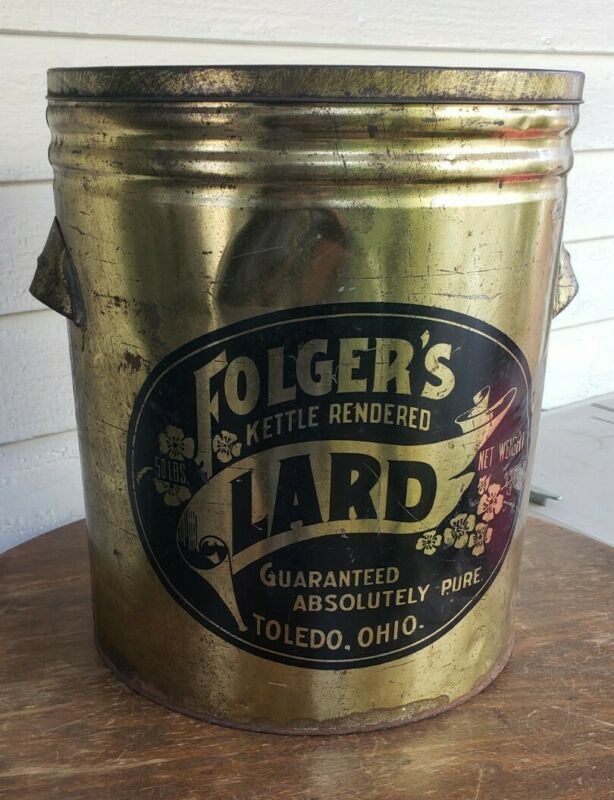 FOLGER'S
KETTLE RENDERED
LARD
50 LBS.
NET WEIGHT
GUARANTEED
ABSOLUTELY PURE.
TOLEDO, OHIO.